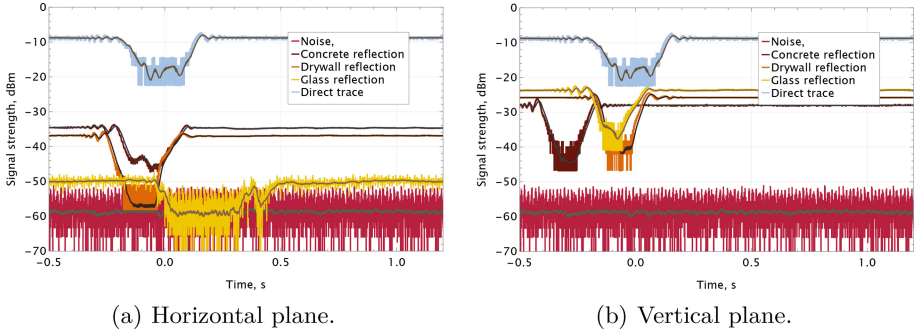 0
−10
−20
−30
−40
−50
−60
−70
Signal strength, dBm
−0.5
0.0
0.5
1.0
Time, s
Noise,
Concrete reflection
Drywall reflection
Glass reflection
Direct trace
(a) Horizontal plane.
0
−10
−20
−30
−40
−50
−60
−70
Signal strength, dBm
−0.5
0.0
0.5
1.0
Time, s
Noise,
Concrete reflection
Drywall reflection
Glass reflection
Direct trace
(b) Vertical plane.